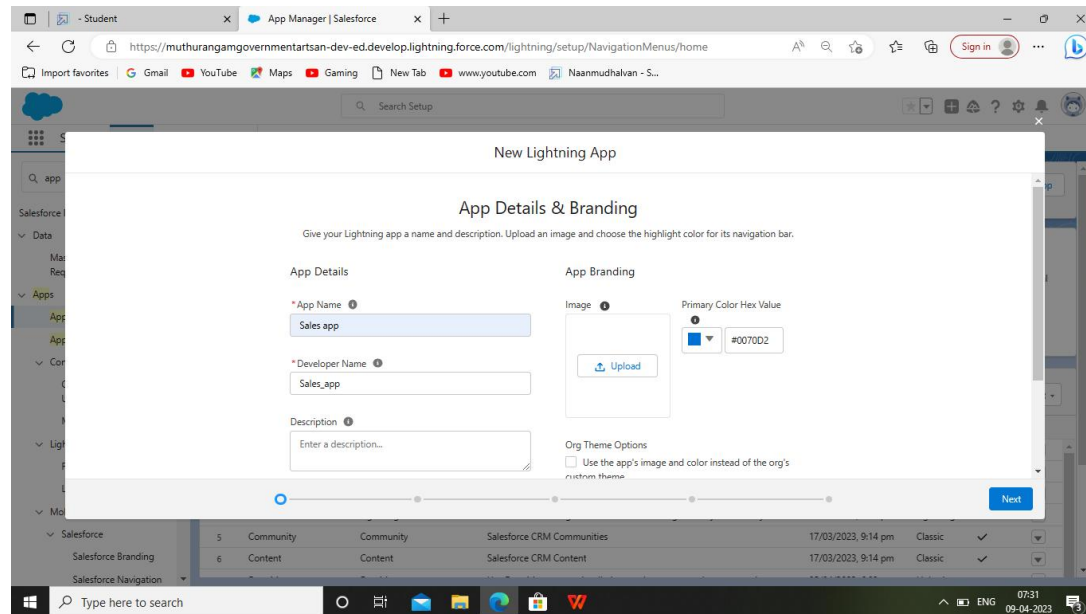 - Student
App Manager | Salesforce
https://muthurangamgovernmentartsan-dev-ed.develop.lightning.force.com/lightning/setup/NavigationMenus/home
Sign in
Import favorites
Gmail
YouTube
Maps
Gaming
New Tab
www.youtube.com
Naanmudhalvan - S...
Search Setup
New Lightning App
app
App Details & Branding
Give your Lightning app a name and description. Upload an image and choose the highlight color for its navigation bar.
Salesforce
Data
Apps
App Details
App Branding
* App Name
Image
Primary Color Hex Value
Sales app
#0070D2
Upload
* Developer Name
Sales_app
Description
Enter a description...
Org Theme Options
Use the app's image and color instead of the org's
custom theme
Next
Salesforce
5 Community Community Salesforce CRM Communities 17/03/2023, 9:14 pm Classic
Salesforce Branding
6 Content Content Salesforce CRM Content 17/03/2023, 9:14 pm Classic
Salesforce Navigation
Type here to search
ENG
07:31
09-04-2023